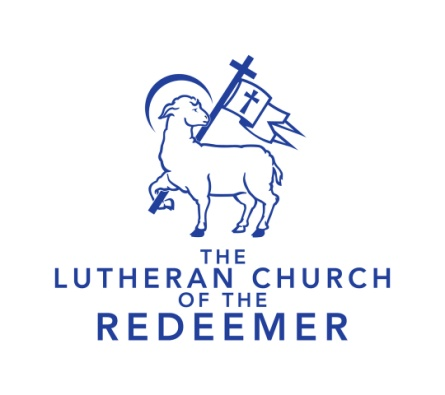 THE
LUTHERAN CHURCH
OF THE
REDEEMER